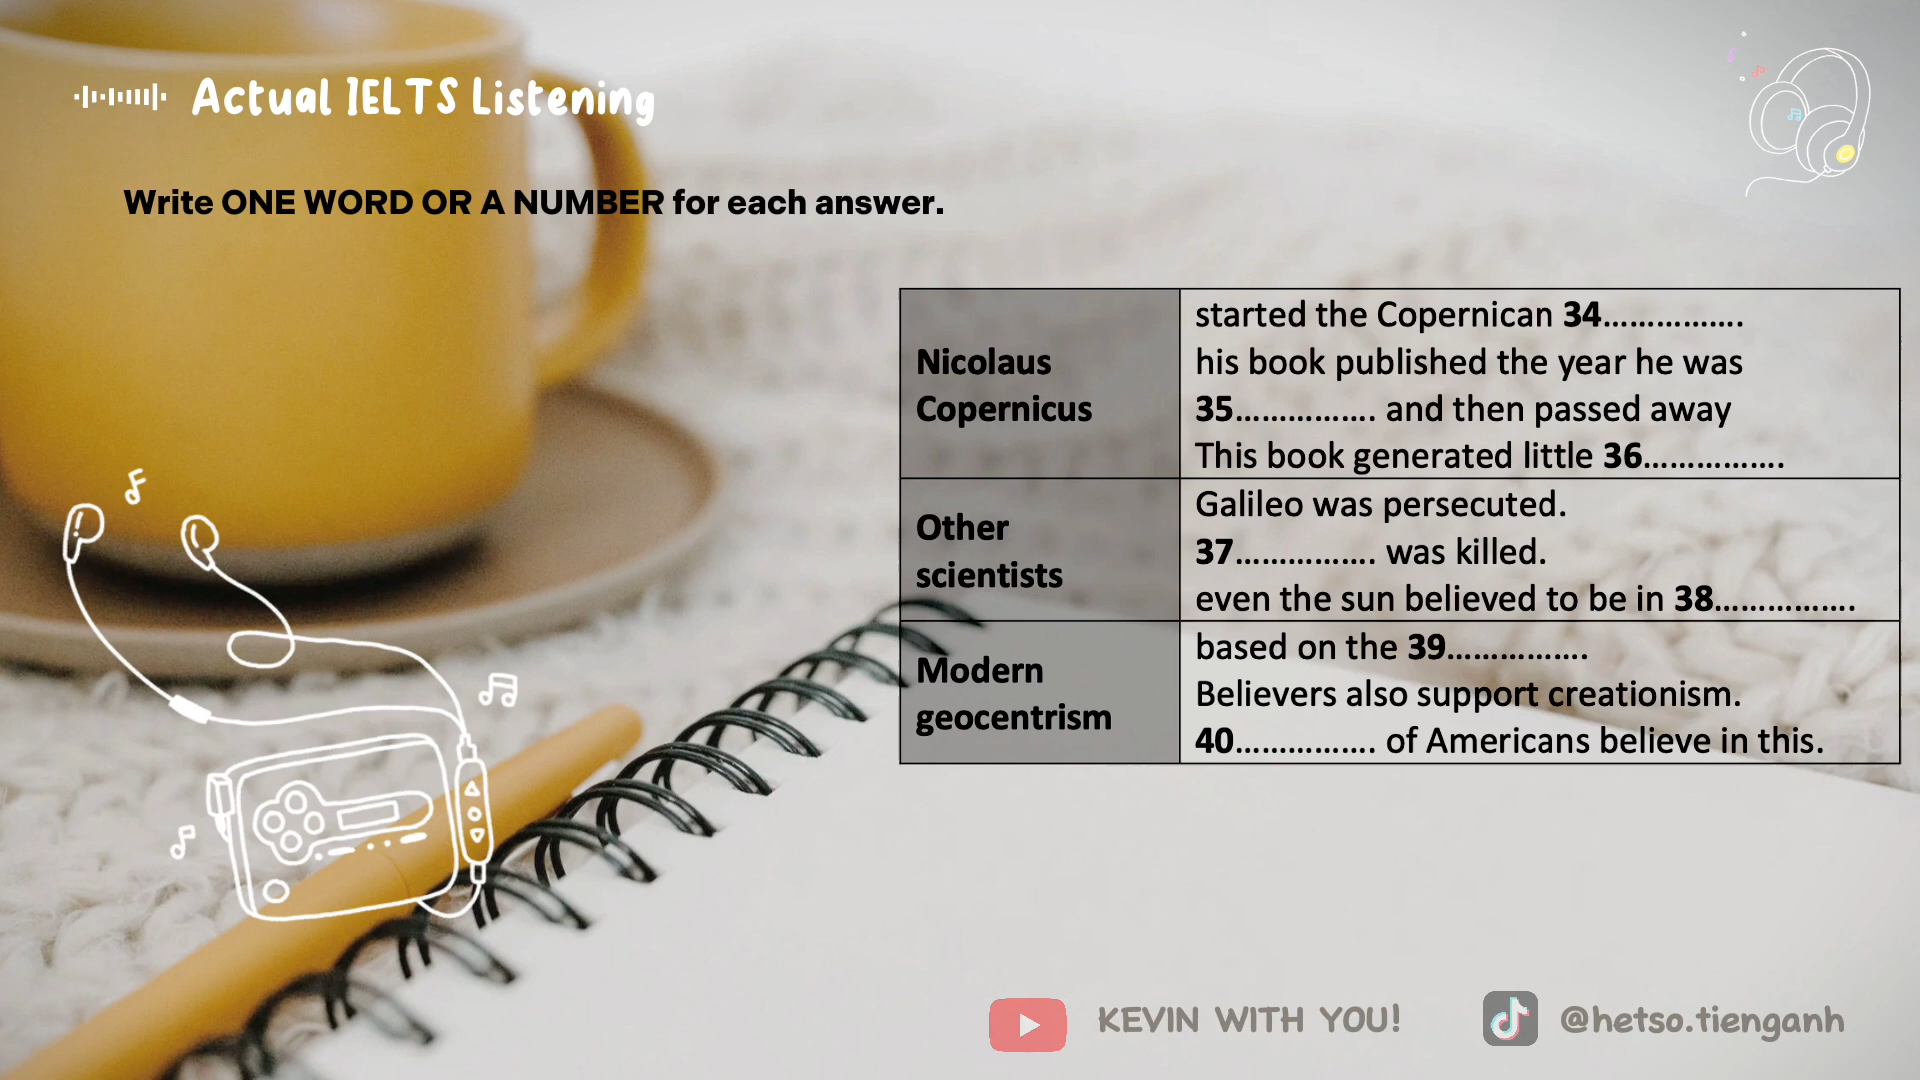 Actual IELTS Listening
Write ONE WORD OR A NUMBER for each answer.
Nicolaus
Copernicus
started the Copernican 34...............
his book published the year he was
35............... and then passed away
This book generated little 36...............
Other
scientists
Galileo was persecuted.
37............... was killed.
even the sun believed to be in 38...............
Modern
geocentrism
based on the 39...............
Believers also support creationism.
40............... of Americans believe in this.
KEVIN WITH YOU!
@hetso.tienganh